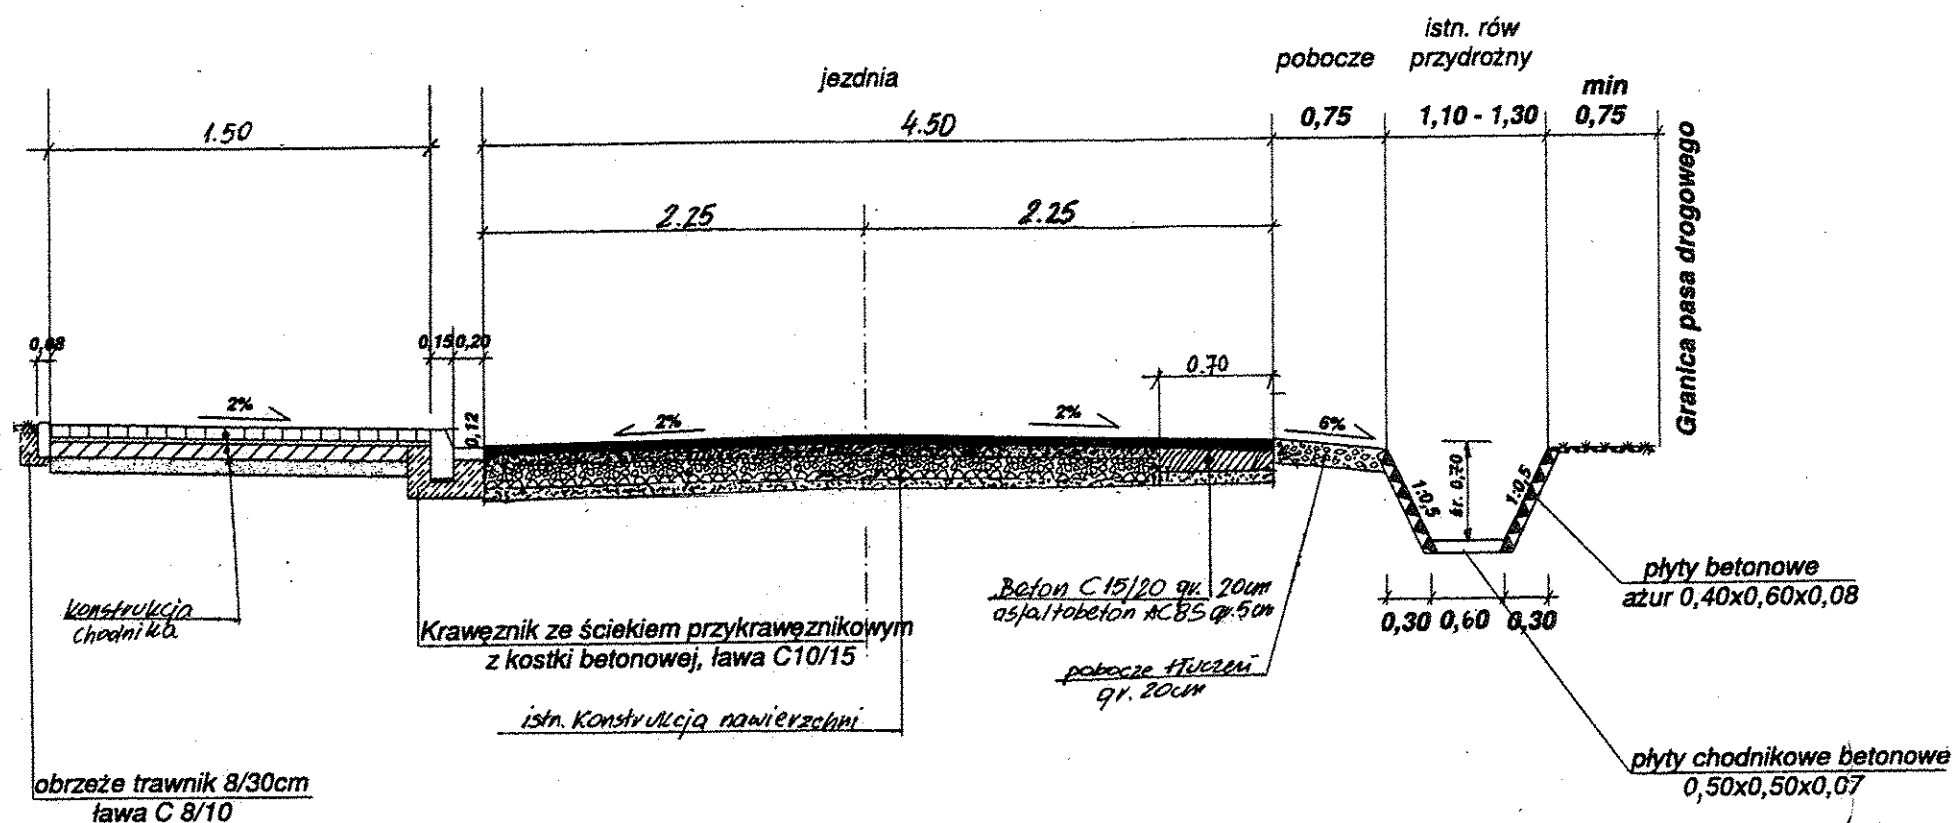 istn. rów
przydrożny
pobocze
jezdnia
min
1.50
4.50
0,75
1,10 - 1,30
0,75
Granica pasa drogowego
2.25
2.25
0,08
0,15
0,20
0.70
2%
0,12
2%
2%
6%
1:0,5
śr. 0,70
1:0,5
płyty betonowe
ażur 0,40x0,60x0,08
0,30
0,60
0,30
konstrukcja
chodnika
Krawężnik ze ściekiem przykrawężnikowym
z kostki betonowej, ława C10/15
Beton C15/20 gr. 20cm
asfaltobeton AC8S gr. 5cm
pobocze tłuczeń
gr. 20cm
istn. Konstrukcja nawierzchni
płyty chodnikowe betonowe
0,50x0,50x0,07
obrzeże trawnik 8/30cm
ława C 8/10